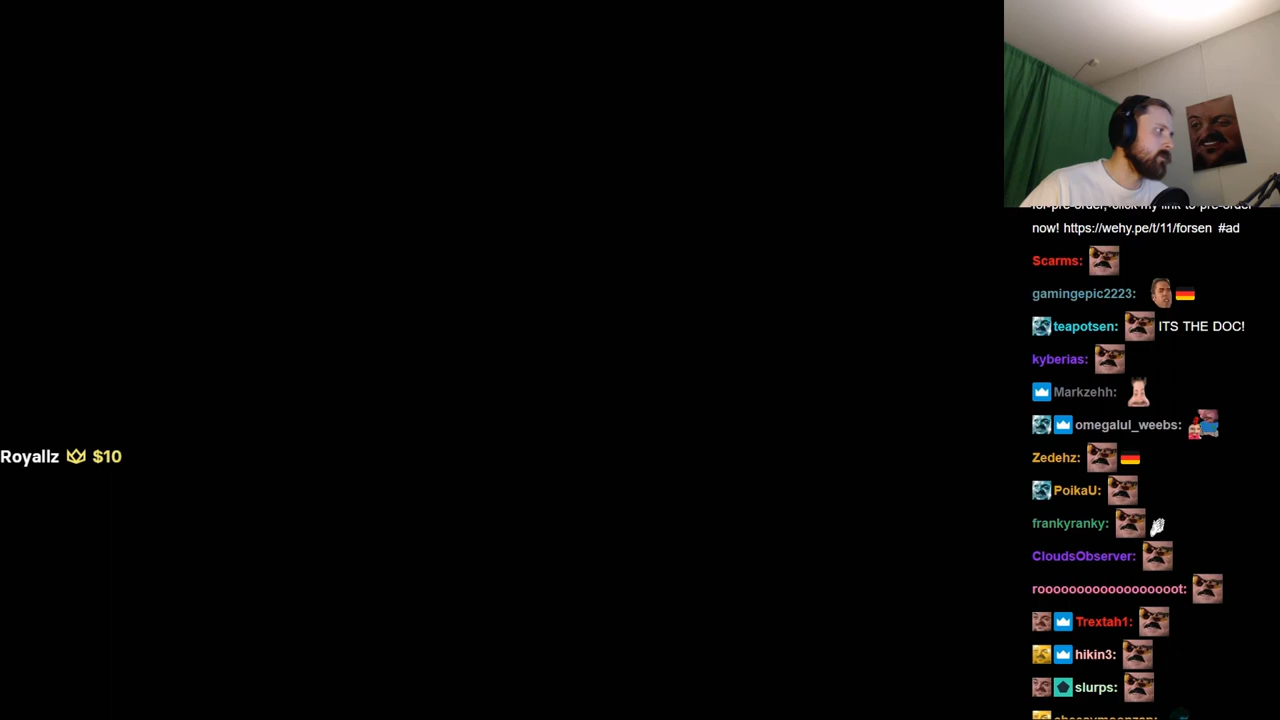 now! https://wehy.pe/t/11/forsen #ad
Scarms:
gamingepic2223:
teapotsen: ITS THE DOC!
kyberias:
Markzehh:
omegalul_weebs:
Royallz $10
Zedehz:
PoikaU:
frankyranky:
CloudsObserver:
rooooooooooooooooot:
Trextah1:
hikin3:
slurps: